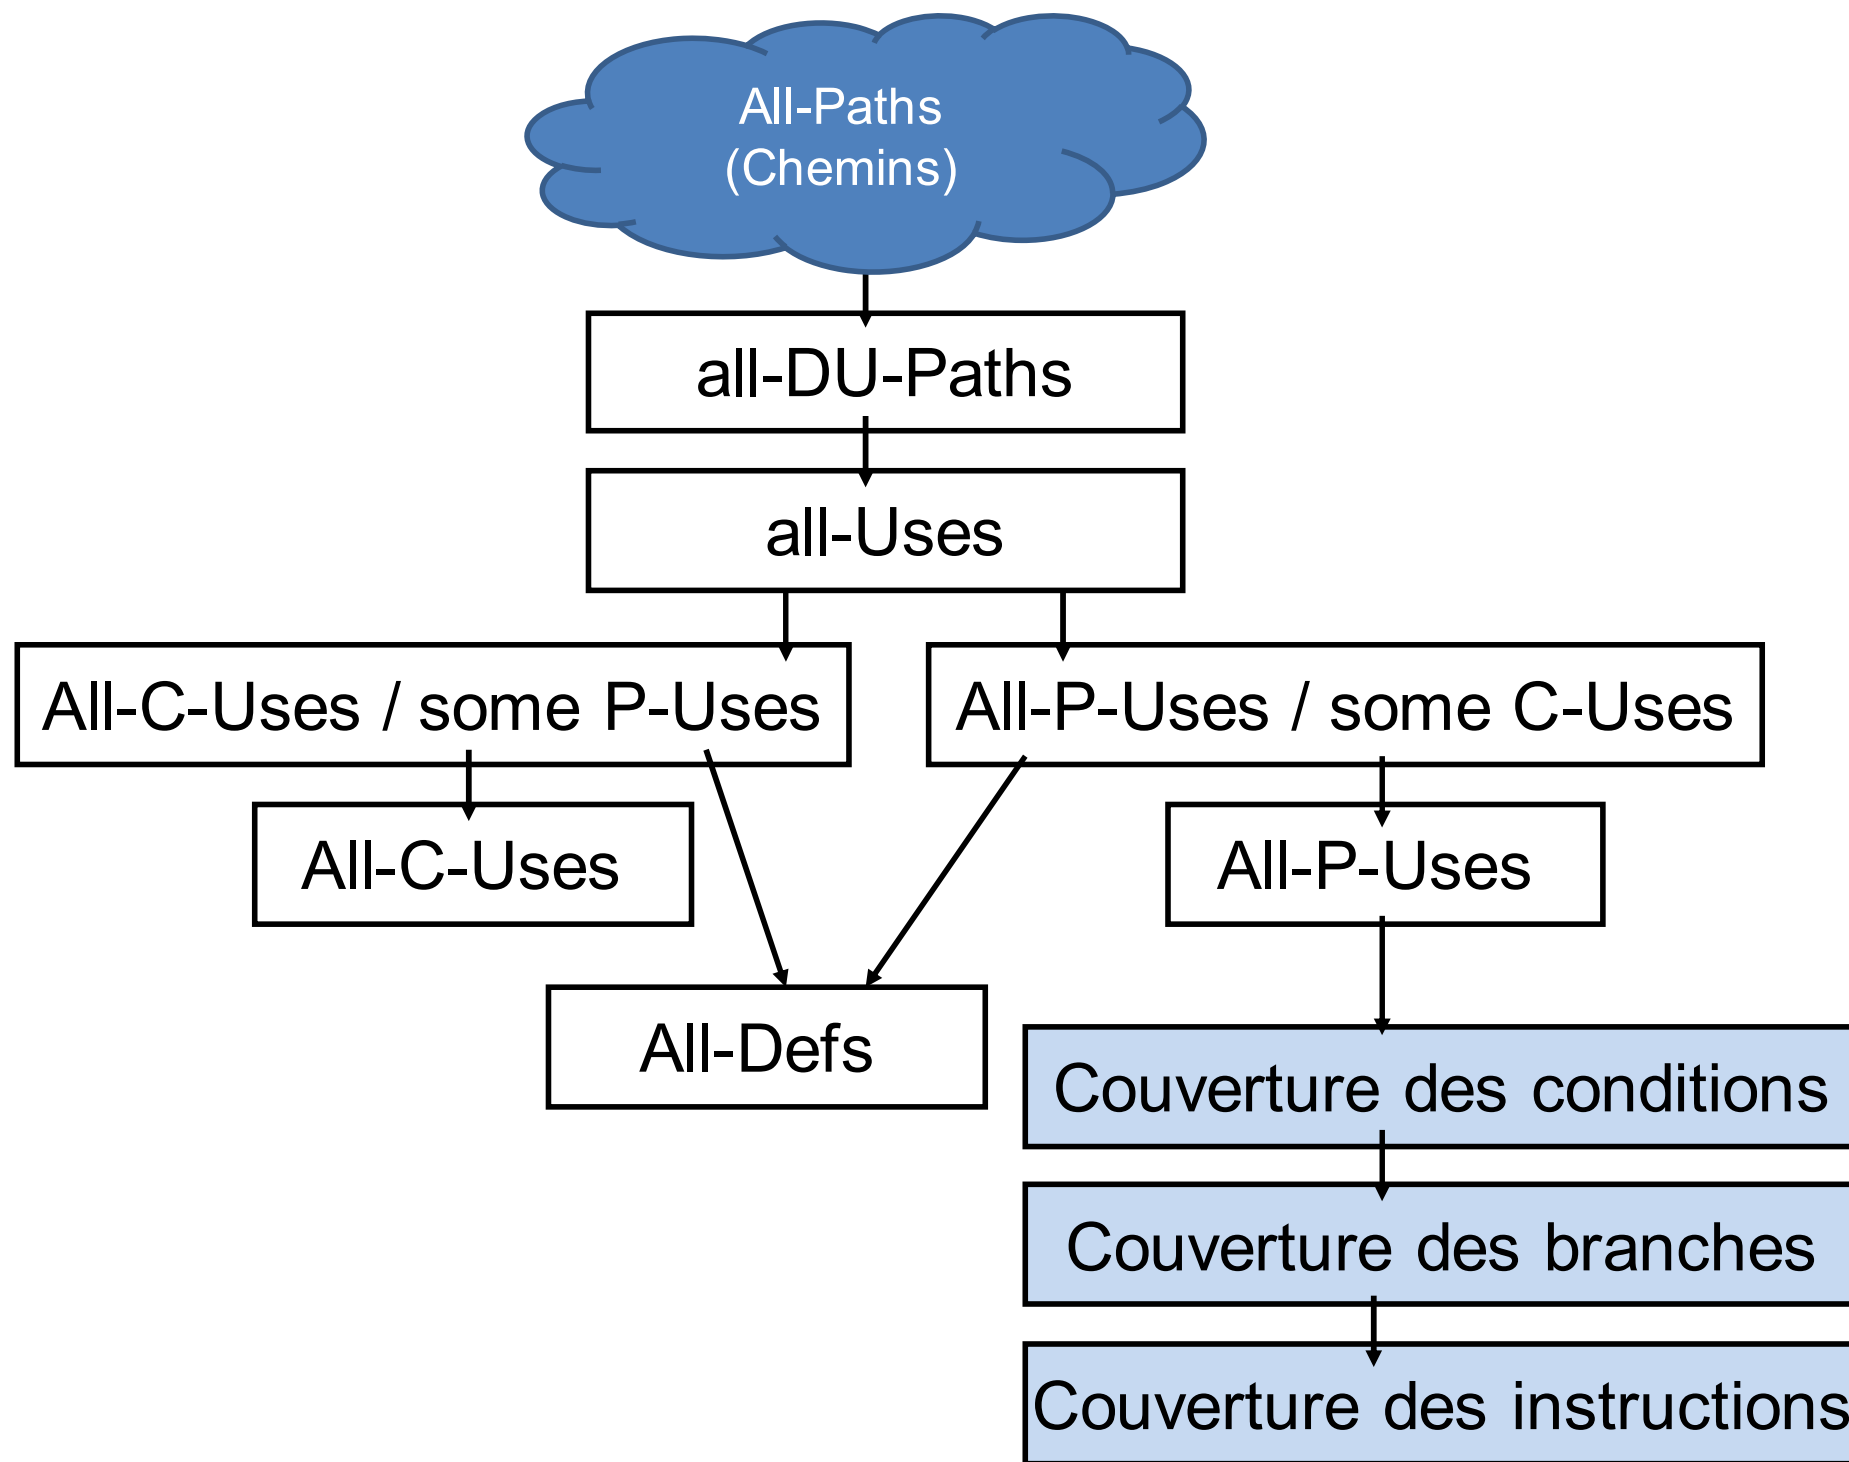 All-Paths
(Chemins)
all-DU-Paths
all-Uses
All-C-Uses / some P-Uses
All-P-Uses / some C-Uses
All-C-Uses
All-P-Uses
All-Defs
Couverture des conditions
Couverture des branches
Couverture des instructions